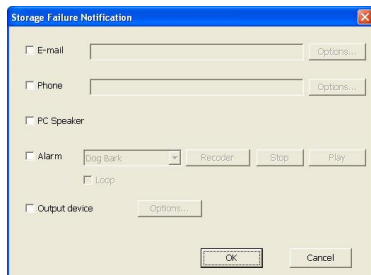 Storage Failure Notification
E-mail
Options...
Phone
Options...
PC Speaker
Alarm
Dog Bark
Recoder
Stop
Play
Loop
Output device
Options...
OK
Cancel